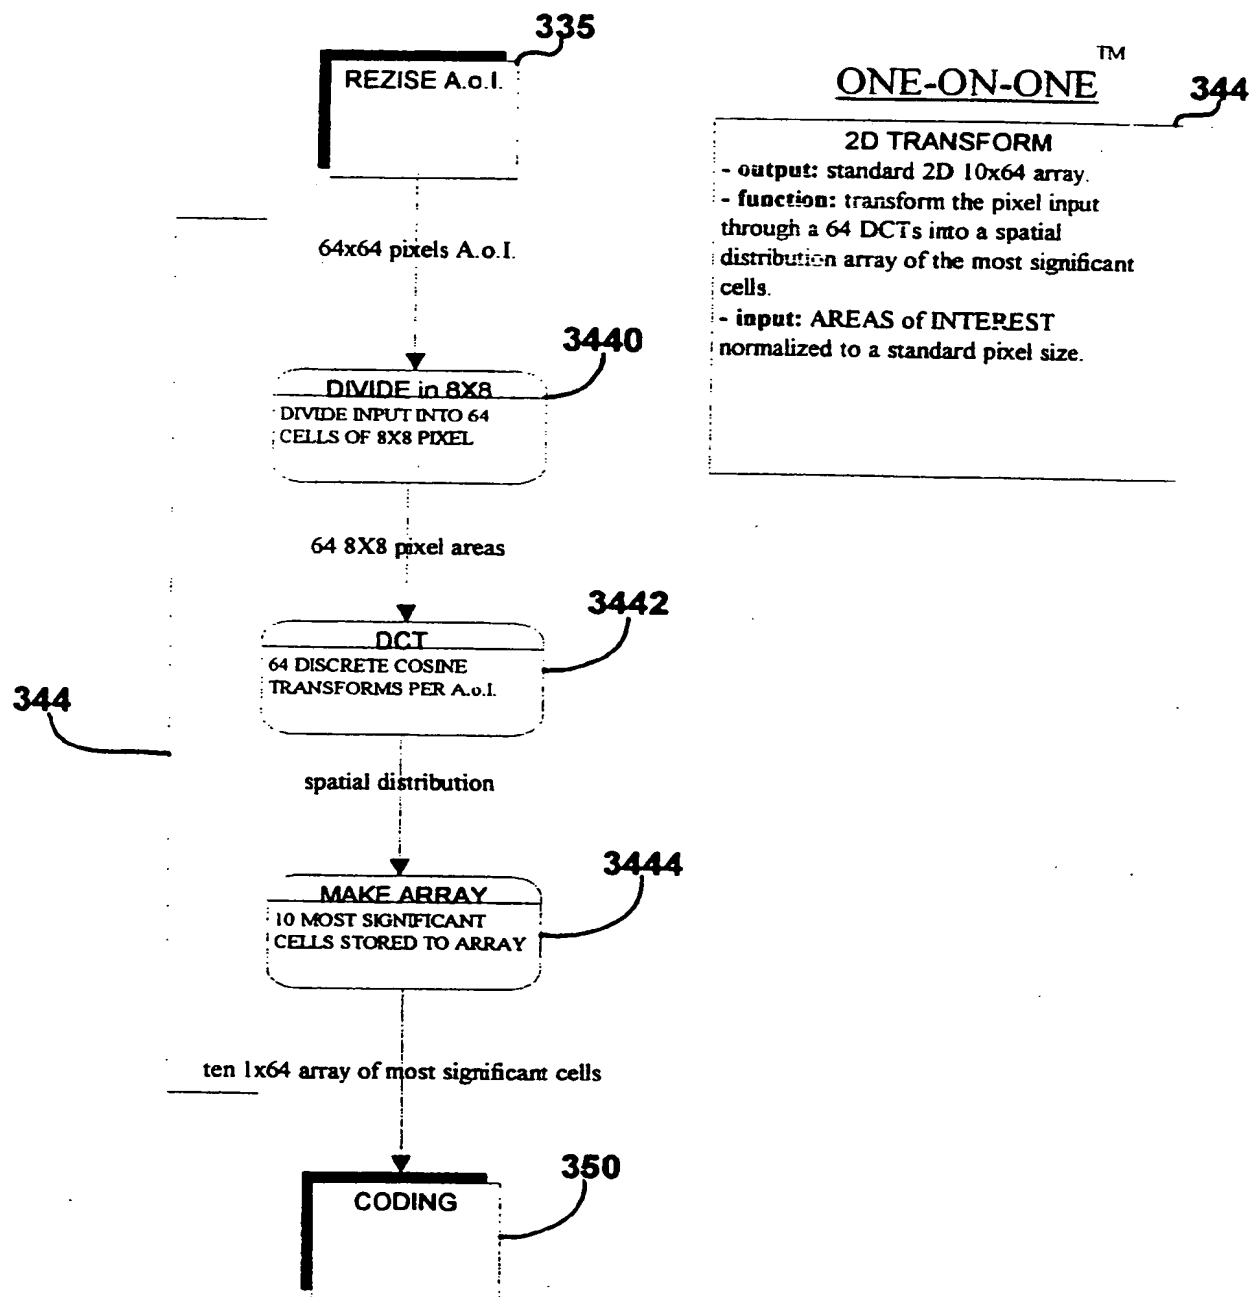 335
REZISE A.o.I.
TM
ONE-ON-ONE
344
2D TRANSFORM
- output: standard 2D 10x64 array.
- function: transform the pixel input
through a 64 DCTs into a spatial
distribution array of the most significant
cells.
- input: AREAS of INTEREST
normalized to a standard pixel size.
64x64 pixels A.o.I.
3440
DIVIDE in 8X8
DIVIDE INPUT INTO 64
CELLS OF 8X8 PIXEL
64 8X8 pixel areas
3442
DCT
64 DISCRETE COSINE
TRANSFORMS PER A.o.I.
344
spatial distribution
3444
MAKE ARRAY
10 MOST SIGNIFICANT
CELLS STORED TO ARRAY
ten 1x64 array of most significant cells
350
CODING